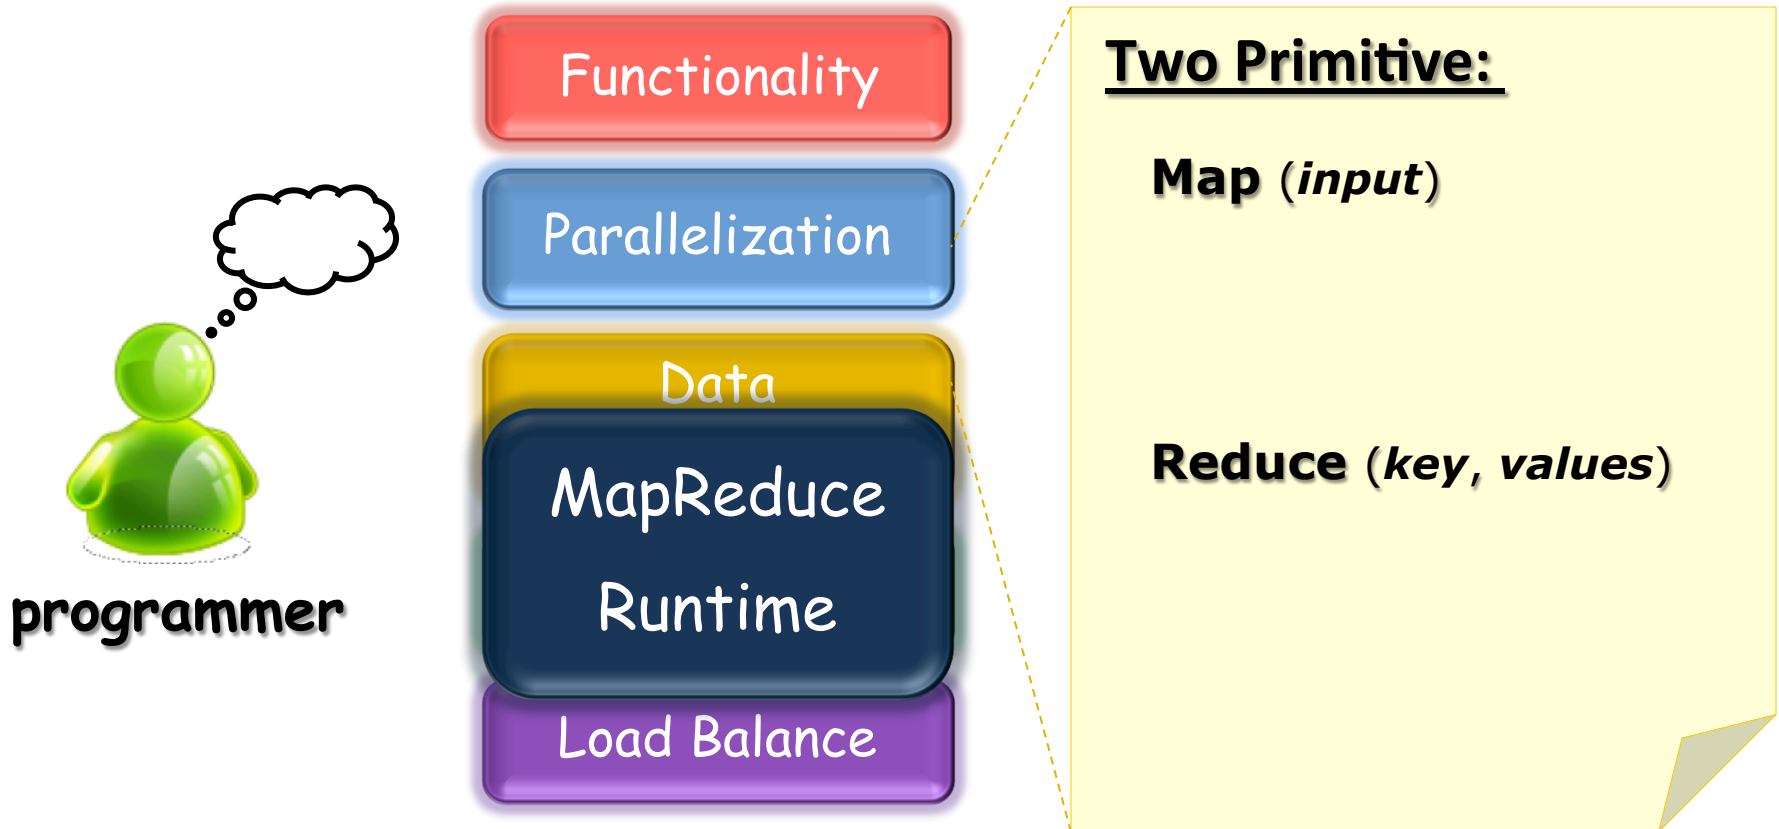 Functionality
Parallelization
Data
MapReduce
Runtime
Load Balance
programmer
Two Primitive:
Map (input)
Reduce (key, values)